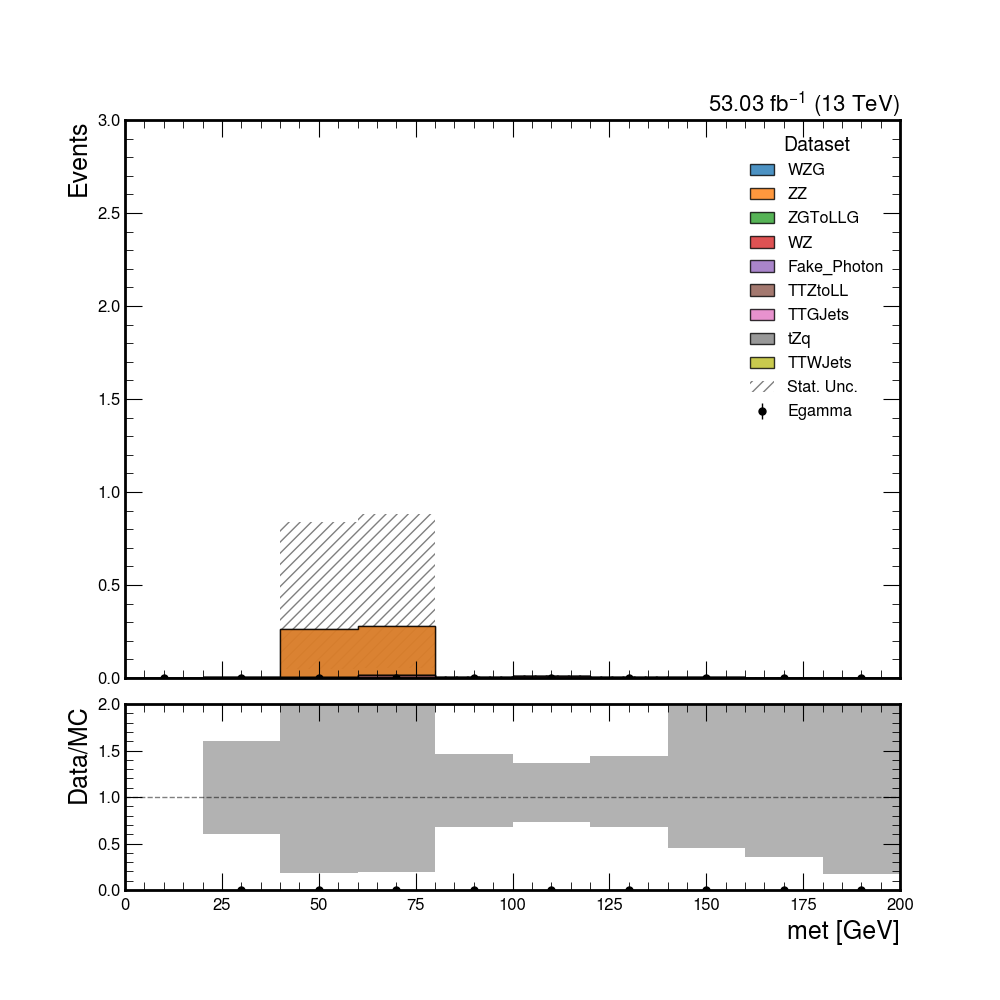 53.03 fb⁻¹ (13 TeV)
Events
3.0
2.5
2.0
1.5
1.0
0.5
0.0
Dataset
WZG
ZZ
ZGToLLG
WZ
Fake_Photon
TTZtoLL
TTGJets
tZq
TTWJets
Stat. Unc.
Egamma
Data/MC
2.0
1.5
1.0
0.5
0.0
0 25 50 75 100 125 150 175 200
met [GeV]